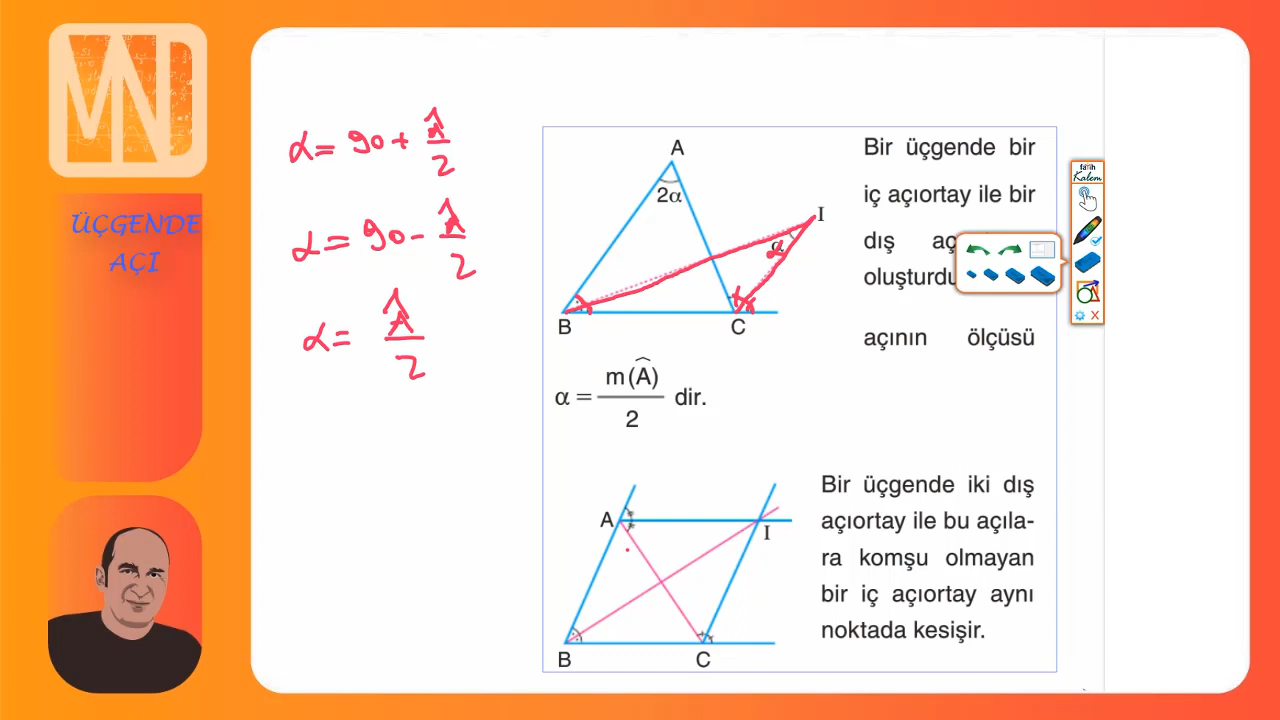 ÜÇGENDE
AÇI
α = 90 + Â/2
α = 90 - Â/2
α = Â/2
A
2α
I
α
B
C
Bir üçgende bir
iç açıortay ile bir
dış
oluşturdu
açının ölçüsü
α = m(Â)/2 dir.
A
I
B
C
Bir üçgende iki dış
açıortay ile bu açıla-
ra komşu olmayan
bir iç açıortay aynı
noktada kesişir.
fatih
Kalem